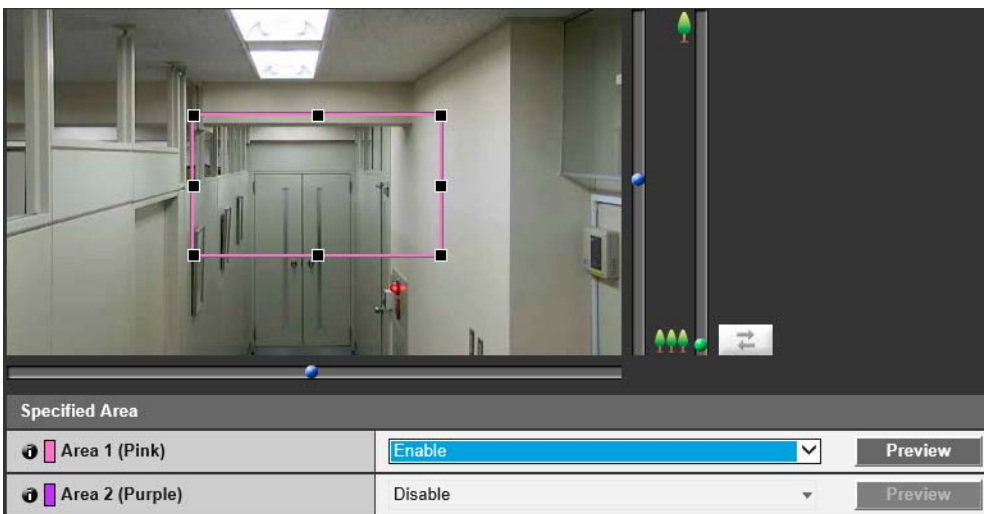 Specified Area
Area 1 (Pink) Enable Preview
Area 2 (Purple) Disable Preview